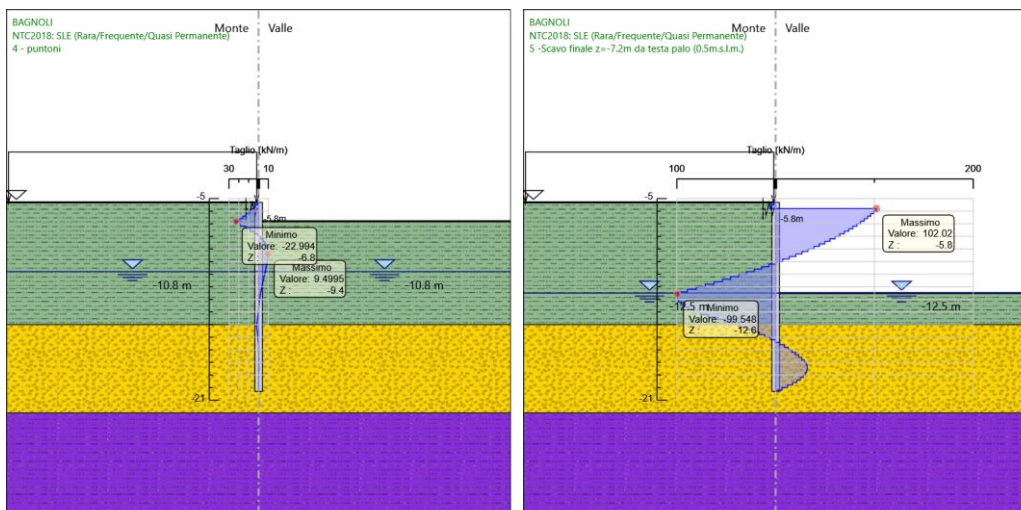 BAGNOLI
NTC2018: SLE (Rara/Frequente/Quasi Permanente)
4 - puntoni
Monte
Valle
Taglio [kN/m]
30
10
-5
-5.8m
Minimo
Valore: -22.994
Z : -6.8
Massimo
Valore: 9.4995
Z : -9.4
-10.8 m
-10.8 m
-21
BAGNOLI
NTC2018: SLE (Rara/Frequente/Quasi Permanente)
5 -Scavo finale z=-7.2m da testa palo (0.5m.s.l.m.)
Monte
Valle
Taglio [kN/m]
100
200
-5
-5.8m
Massimo
Valore: 102.02
Z : -5.8
-12.5 m
Minimo
Valore: -99.548
Z :
-12.5 m
-21